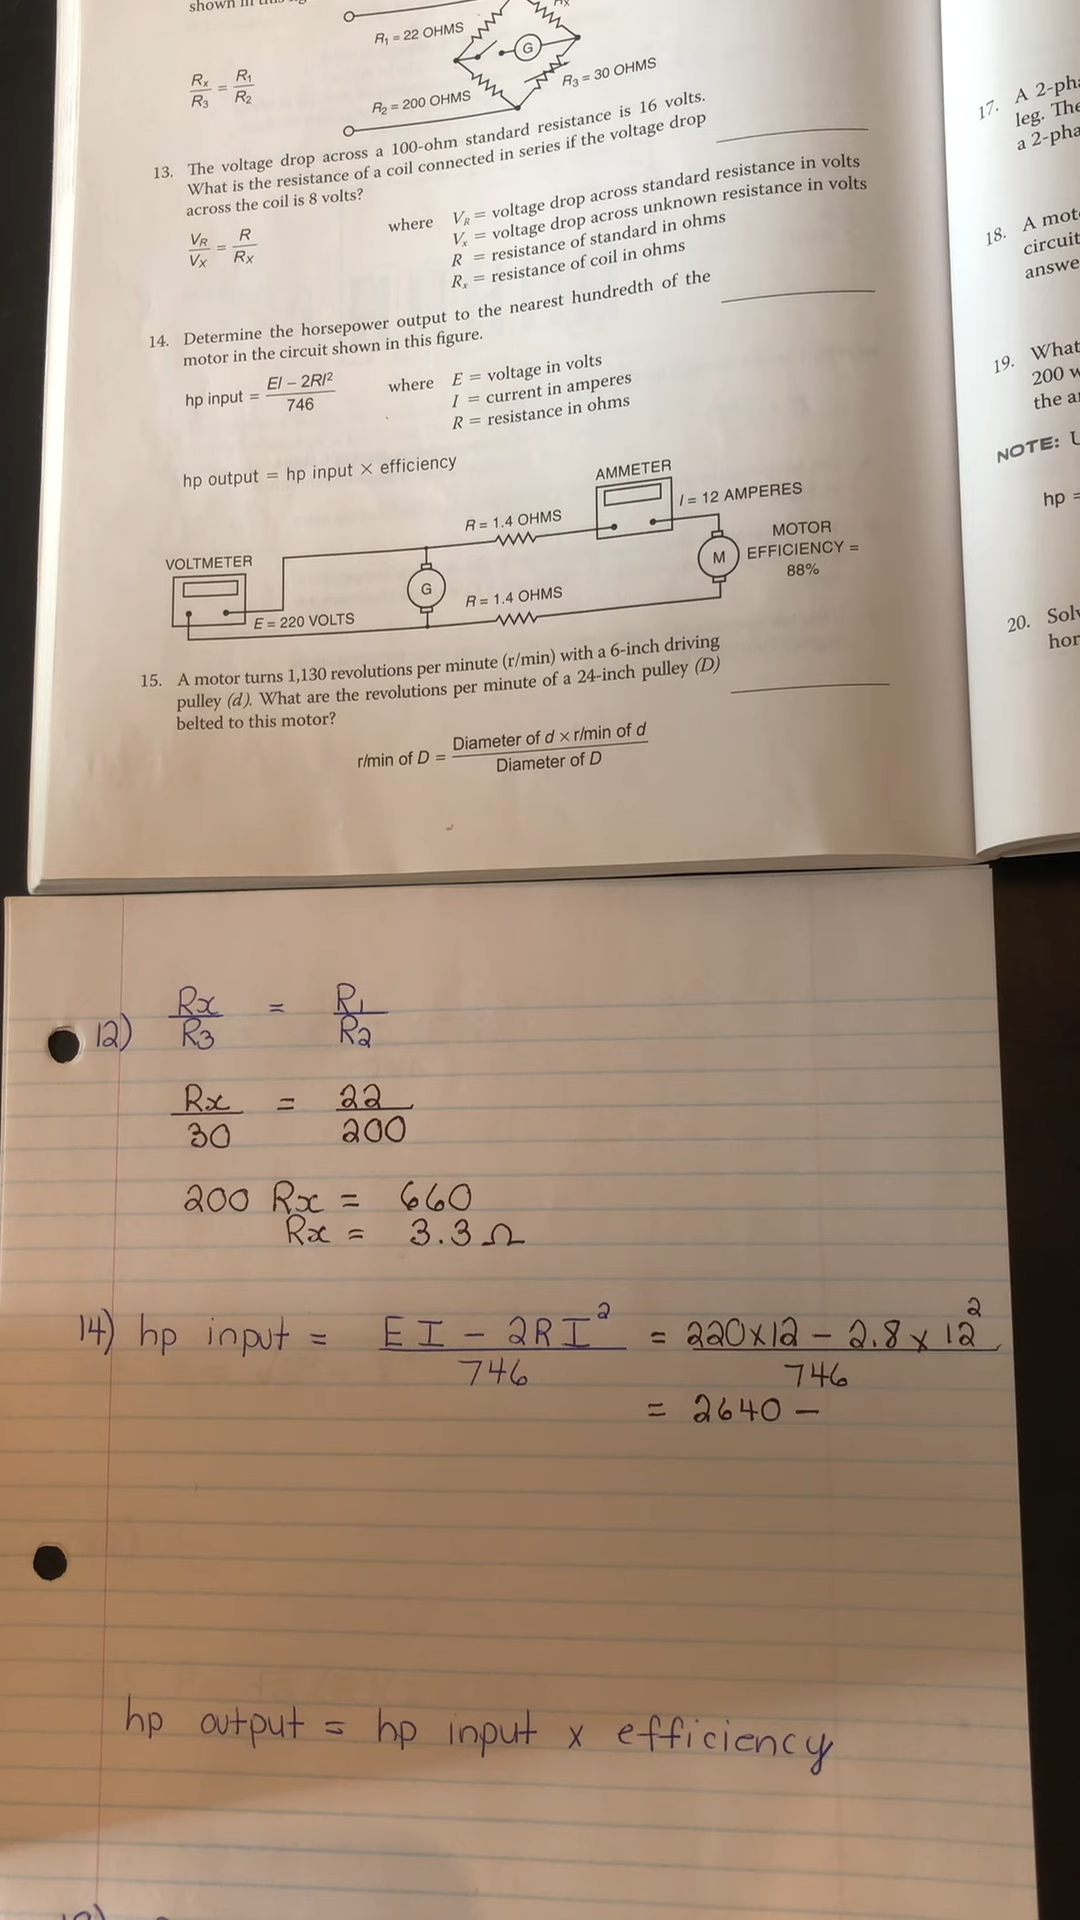 shown in
R₁ = 22 OHMS
G
Rx/R3 = R1/R2
R₃ = 30 OHMS
R₂ = 200 OHMS
13. The voltage drop across a 100-ohm standard resistance is 16 volts.
What is the resistance of a coil connected in series if the voltage drop
across the coil is 8 volts?
VR/VX = R/RX
where VR = voltage drop across standard resistance in volts
Vx = voltage drop across unknown resistance in volts
R = resistance of standard in ohms
Rx = resistance of coil in ohms
14. Determine the horsepower output to the nearest hundredth of the
motor in the circuit shown in this figure.
hp input = EI – 2RI²/746
where E = voltage in volts
I = current in amperes
R = resistance in ohms
hp output = hp input × efficiency
AMMETER
I = 12 AMPERES
R = 1.4 OHMS
MOTOR
EFFICIENCY =
88%
M
VOLTMETER
G
R = 1.4 OHMS
E = 220 VOLTS
15. A motor turns 1,130 revolutions per minute (r/min) with a 6-inch driving
pulley (d). What are the revolutions per minute of a 24-inch pulley (D)
belted to this motor?
r/min of D = Diameter of d × r/min of d
Diameter of D
17. A 2-pha
leg. The
a 2-pha
18. A moto
circuit
answe
19. What
200 w
the a
NOTE: U
hp =
20. Solv
hor
12) Rx/R3 = R1/R2
Rx/30 = 22/200
200 Rx = 660
Rx = 3.3 Ω
14) hp input = EI - 2RI²/746 = 220x12 - 2.8 x 12²/746
= 2640 -
hp output = hp input x efficiency